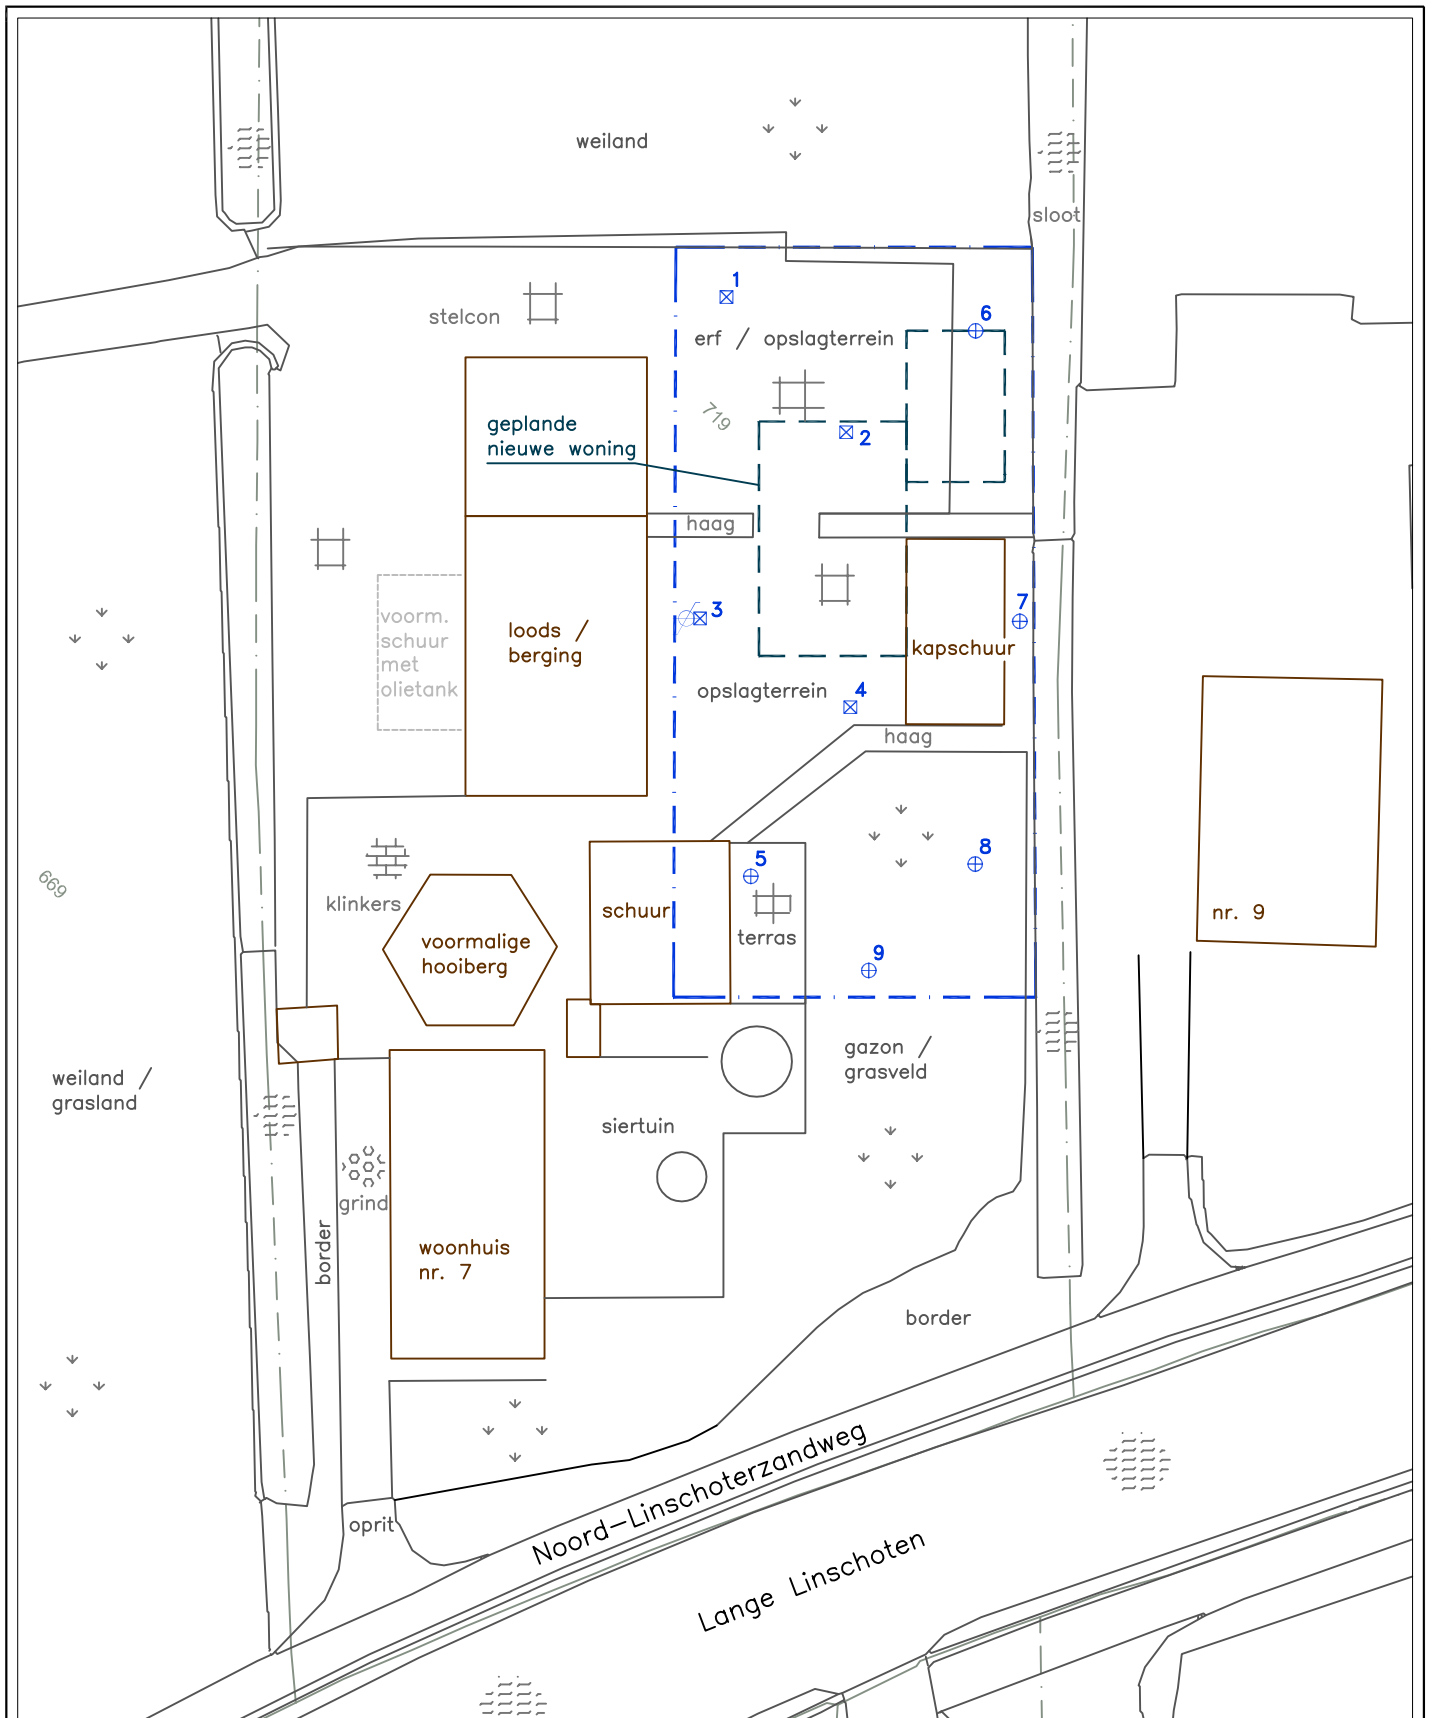 weiland
sloot
1
stelcon
6
erf / opslagterrein
719
geplande
nieuwe woning
2
haag
voorm.
schuur
met
olietank
loods /
berging
3
7
kapschuur
opslagterrein
4
haag
5
8
669
klinkers
schuur
nr. 9
voormalige
hooiberg
terras
9
gazon /
grasveld
weiland /
grasland
siertuin
grind
border
woonhuis
nr. 7
border
oprit
Noord-Linschoterzandweg
Lange Linschoten